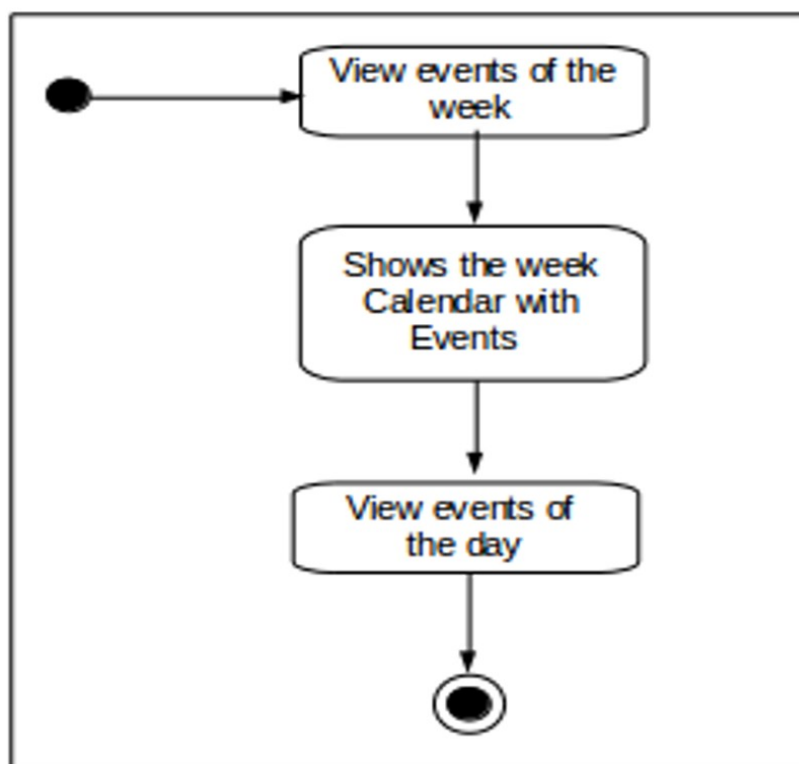 View events of the
week
Shows the week
Calendar with
Events
View events of
the day